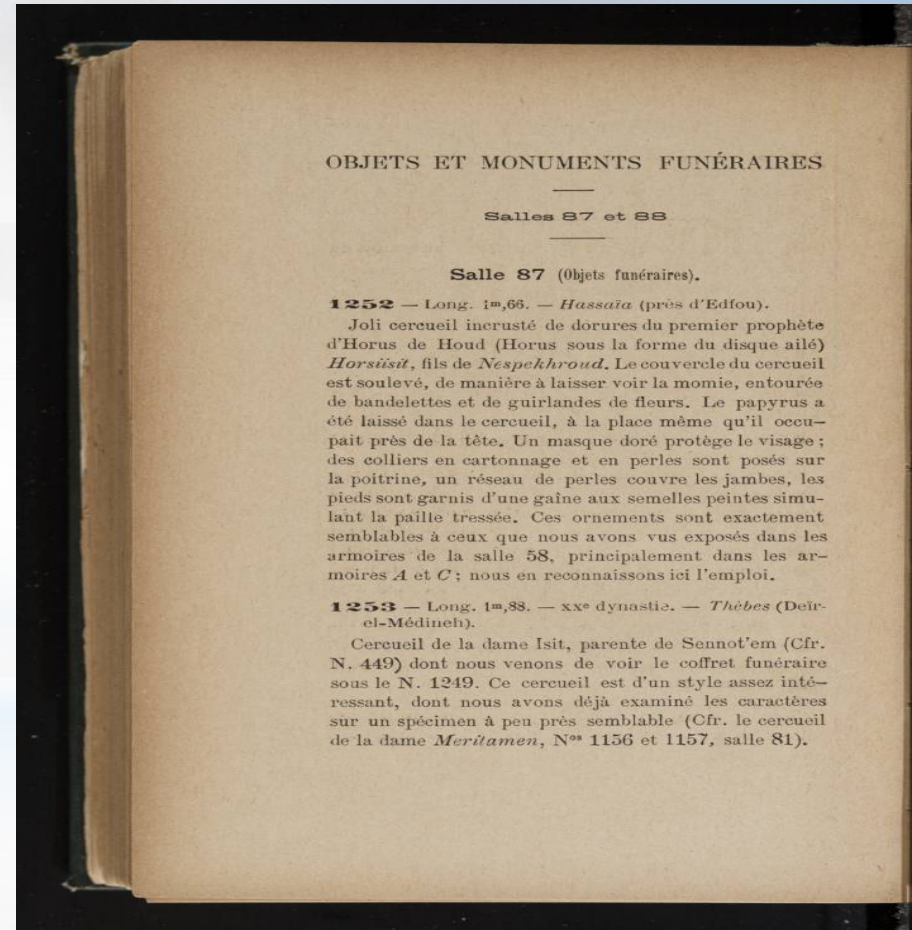 OBJETS ET MONUMENTS FUNÉRAIRES
Salles 87 et 88
Salle 87 (Objets funéraires).
1252 — Long. 1m,66. — Hassaïa (près d'Edfou).
Joli cercueil incrusté de dorures du premier prophète
d'Horus de Houd (Horus sous la forme du disque ailé)
Horsiisit, fils de Nespekhroud. Le couvercle du cercueil
est soulevé, de manière à laisser voir la momie, entourée
de bandelettes et de guirlandes de fleurs. Le papyrus a
été laissé dans le cercueil, à la place même qu'il occu-
pait près de la tête. Un masque doré protège le visage ;
des colliers en cartonnage et en perles sont posés sur
la poitrine, un réseau de perles couvre les jambes, les
pieds sont garnis d'une gaîne aux semelles peintes simu-
lant la paille tressée. Ces ornements sont exactement
semblables à ceux que nous avons vus exposés dans les
armoires de la salle 58, principalement dans les ar-
moires A et C ; nous en reconnaissons ici l'emploi.
1253 — Long. 1m,88. — XXe dynastie. — Thèbes (Deïr-
el-Médineh).
Cercueil de la dame Isit, parente de Sennot'em (Cfr.
N. 449) dont nous venons de voir le coffret funéraire
sous le N. 1249. Ce cercueil est d'un style assez inté-
ressant, dont nous avons déjà examiné les caractères
sur un spécimen à peu près semblable (Cfr. le cercueil
de la dame Meritamen, Nos 1156 et 1157, salle 81).